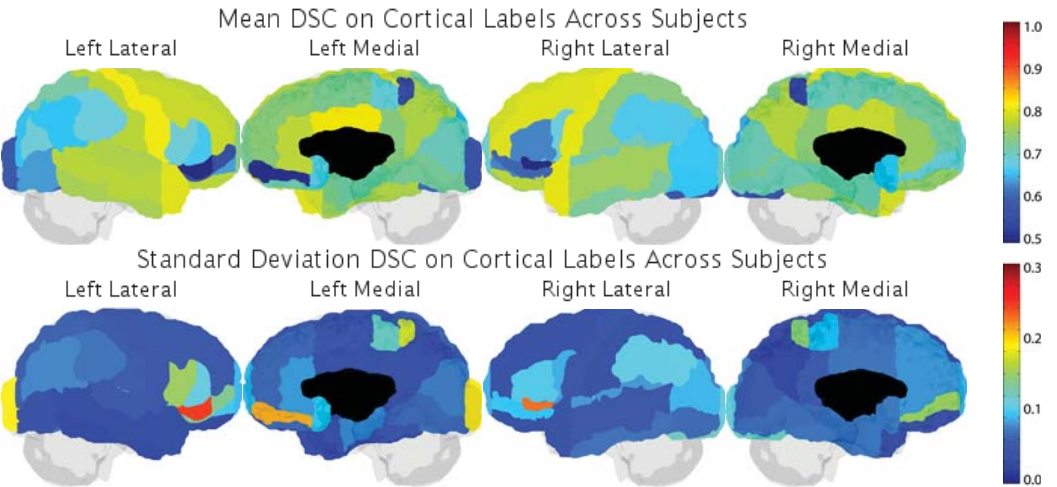 Mean DSC on Cortical Labels Across Subjects
Left Lateral Left Medial Right Lateral Right Medial
1.0
0.9
0.8
0.7
0.6
0.5
Standard Deviation DSC on Cortical Labels Across Subjects
Left Lateral Left Medial Right Lateral Right Medial
0.3
0.2
0.1
0.0